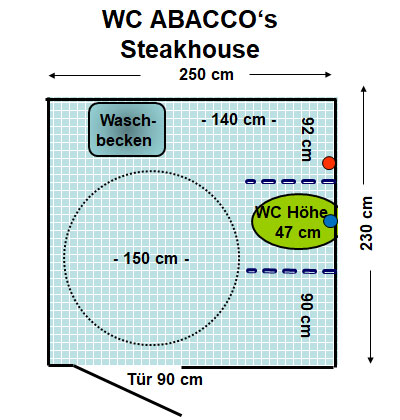 WC ABACCO‘s
Steakhouse
250 cm
Wasch-
becken
- 140 cm -
92 cm
WC Höhe
47 cm
230 cm
- 150 cm -
90 cm
Tür 90 cm